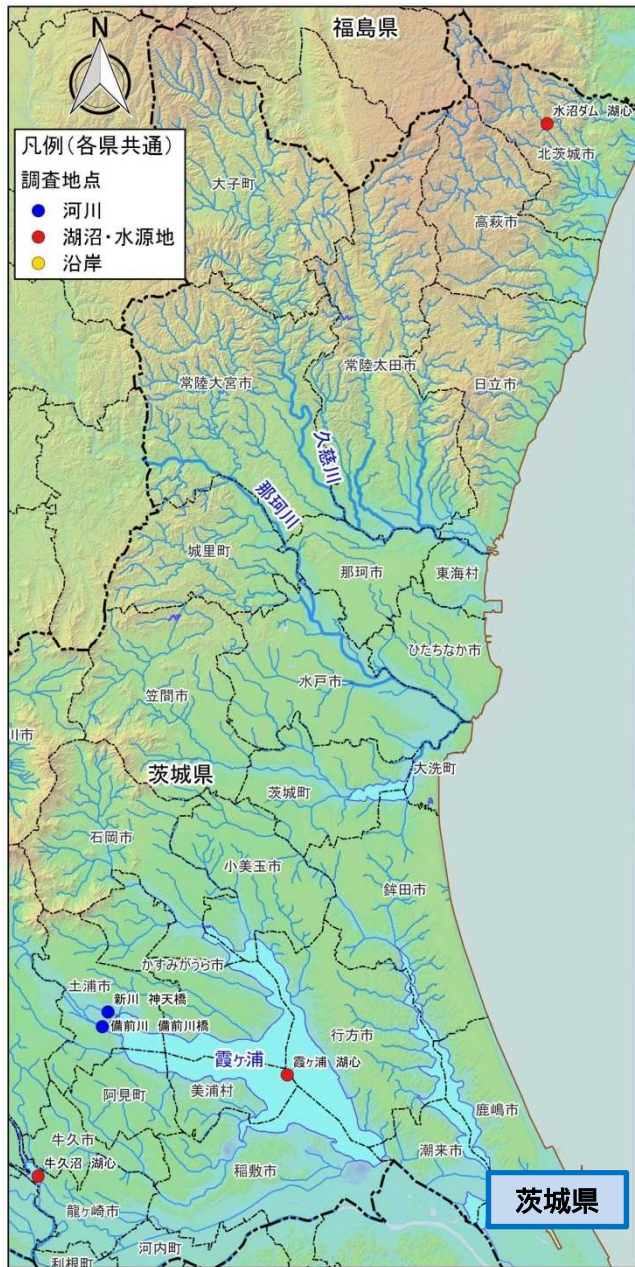 福島県
N
水沼ダム 湖心
北茨城市
凡例(各県共通)
調査地点
河川
湖沼・水源地
沿岸
大子町
高萩市
常陸大宮市
常陸太田市
日立市
久慈川
那珂川
城里町
那珂市
東海村
ひたちなか市
水戸市
笠間市
川市
大洗町
茨城県
茨城町
石岡市
小美玉市
鉾田市
かすみがうら市
土浦市
新川 神天橋
備前川 備前川橋
行方市
霞ヶ浦
霞ヶ浦 湖心
美浦村
阿見町
鹿嶋市
牛久市
潮来市
牛久沼 湖心
稲敷市
茨城県
龍ヶ崎市
河内町
利根町